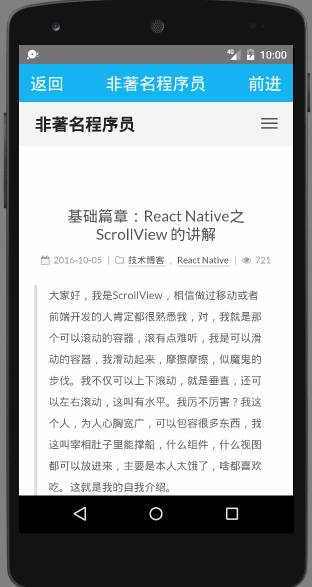 4G 10:00
返回 非著名程序员 前进
非著名程序员
基础篇章：React Native之
ScrollView 的讲解
2016-10-05 | 技术博客 , React Native | 721
大家好，我是ScrollView，相信做过移动或者
前端开发的人肯定都很熟悉我，对，我就是那
个可以滚动的容器，滚有点难听，我是可以滑
动的容器，我滑动起来，摩擦摩擦，似魔鬼的
步伐。我不仅可以上下滚动，就是垂直，还可
以左右滚动，这叫有水平。我厉不厉害？我这
个人，为人心胸宽广，可以包容很多东西，我
这叫宰相肚子里能撑船，什么组件，什么视图
都可以放进来，主要是本人太饿了，啥都喜欢
吃。这就是我的自我介绍。